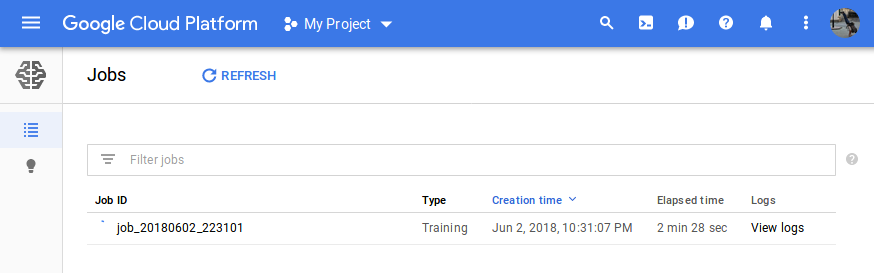 Google Cloud Platform My Project
Jobs REFRESH
Filter jobs
Job ID Type Creation time Elapsed time Logs
job_20180602_223101 Training Jun 2, 2018, 10:31:07 PM 2 min 28 sec View logs